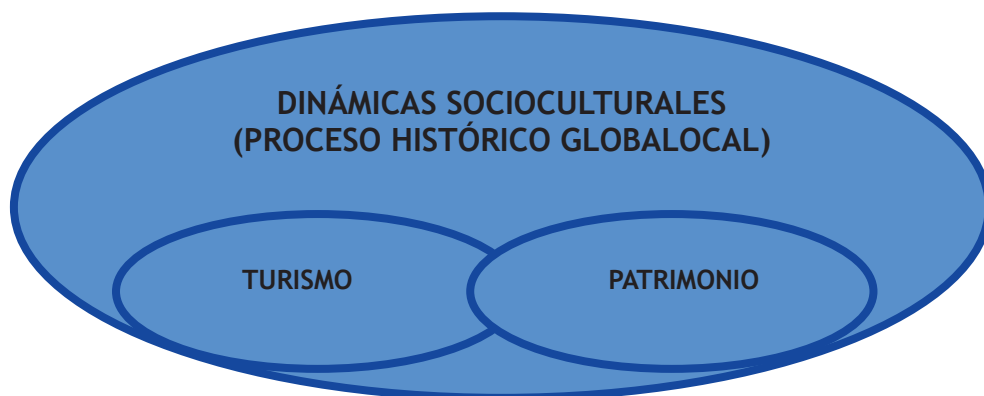 DINÁMICAS SOCIOCULTURALES
(PROCESO HISTÓRICO GLOBALOCAL)
TURISMO
PATRIMONIO